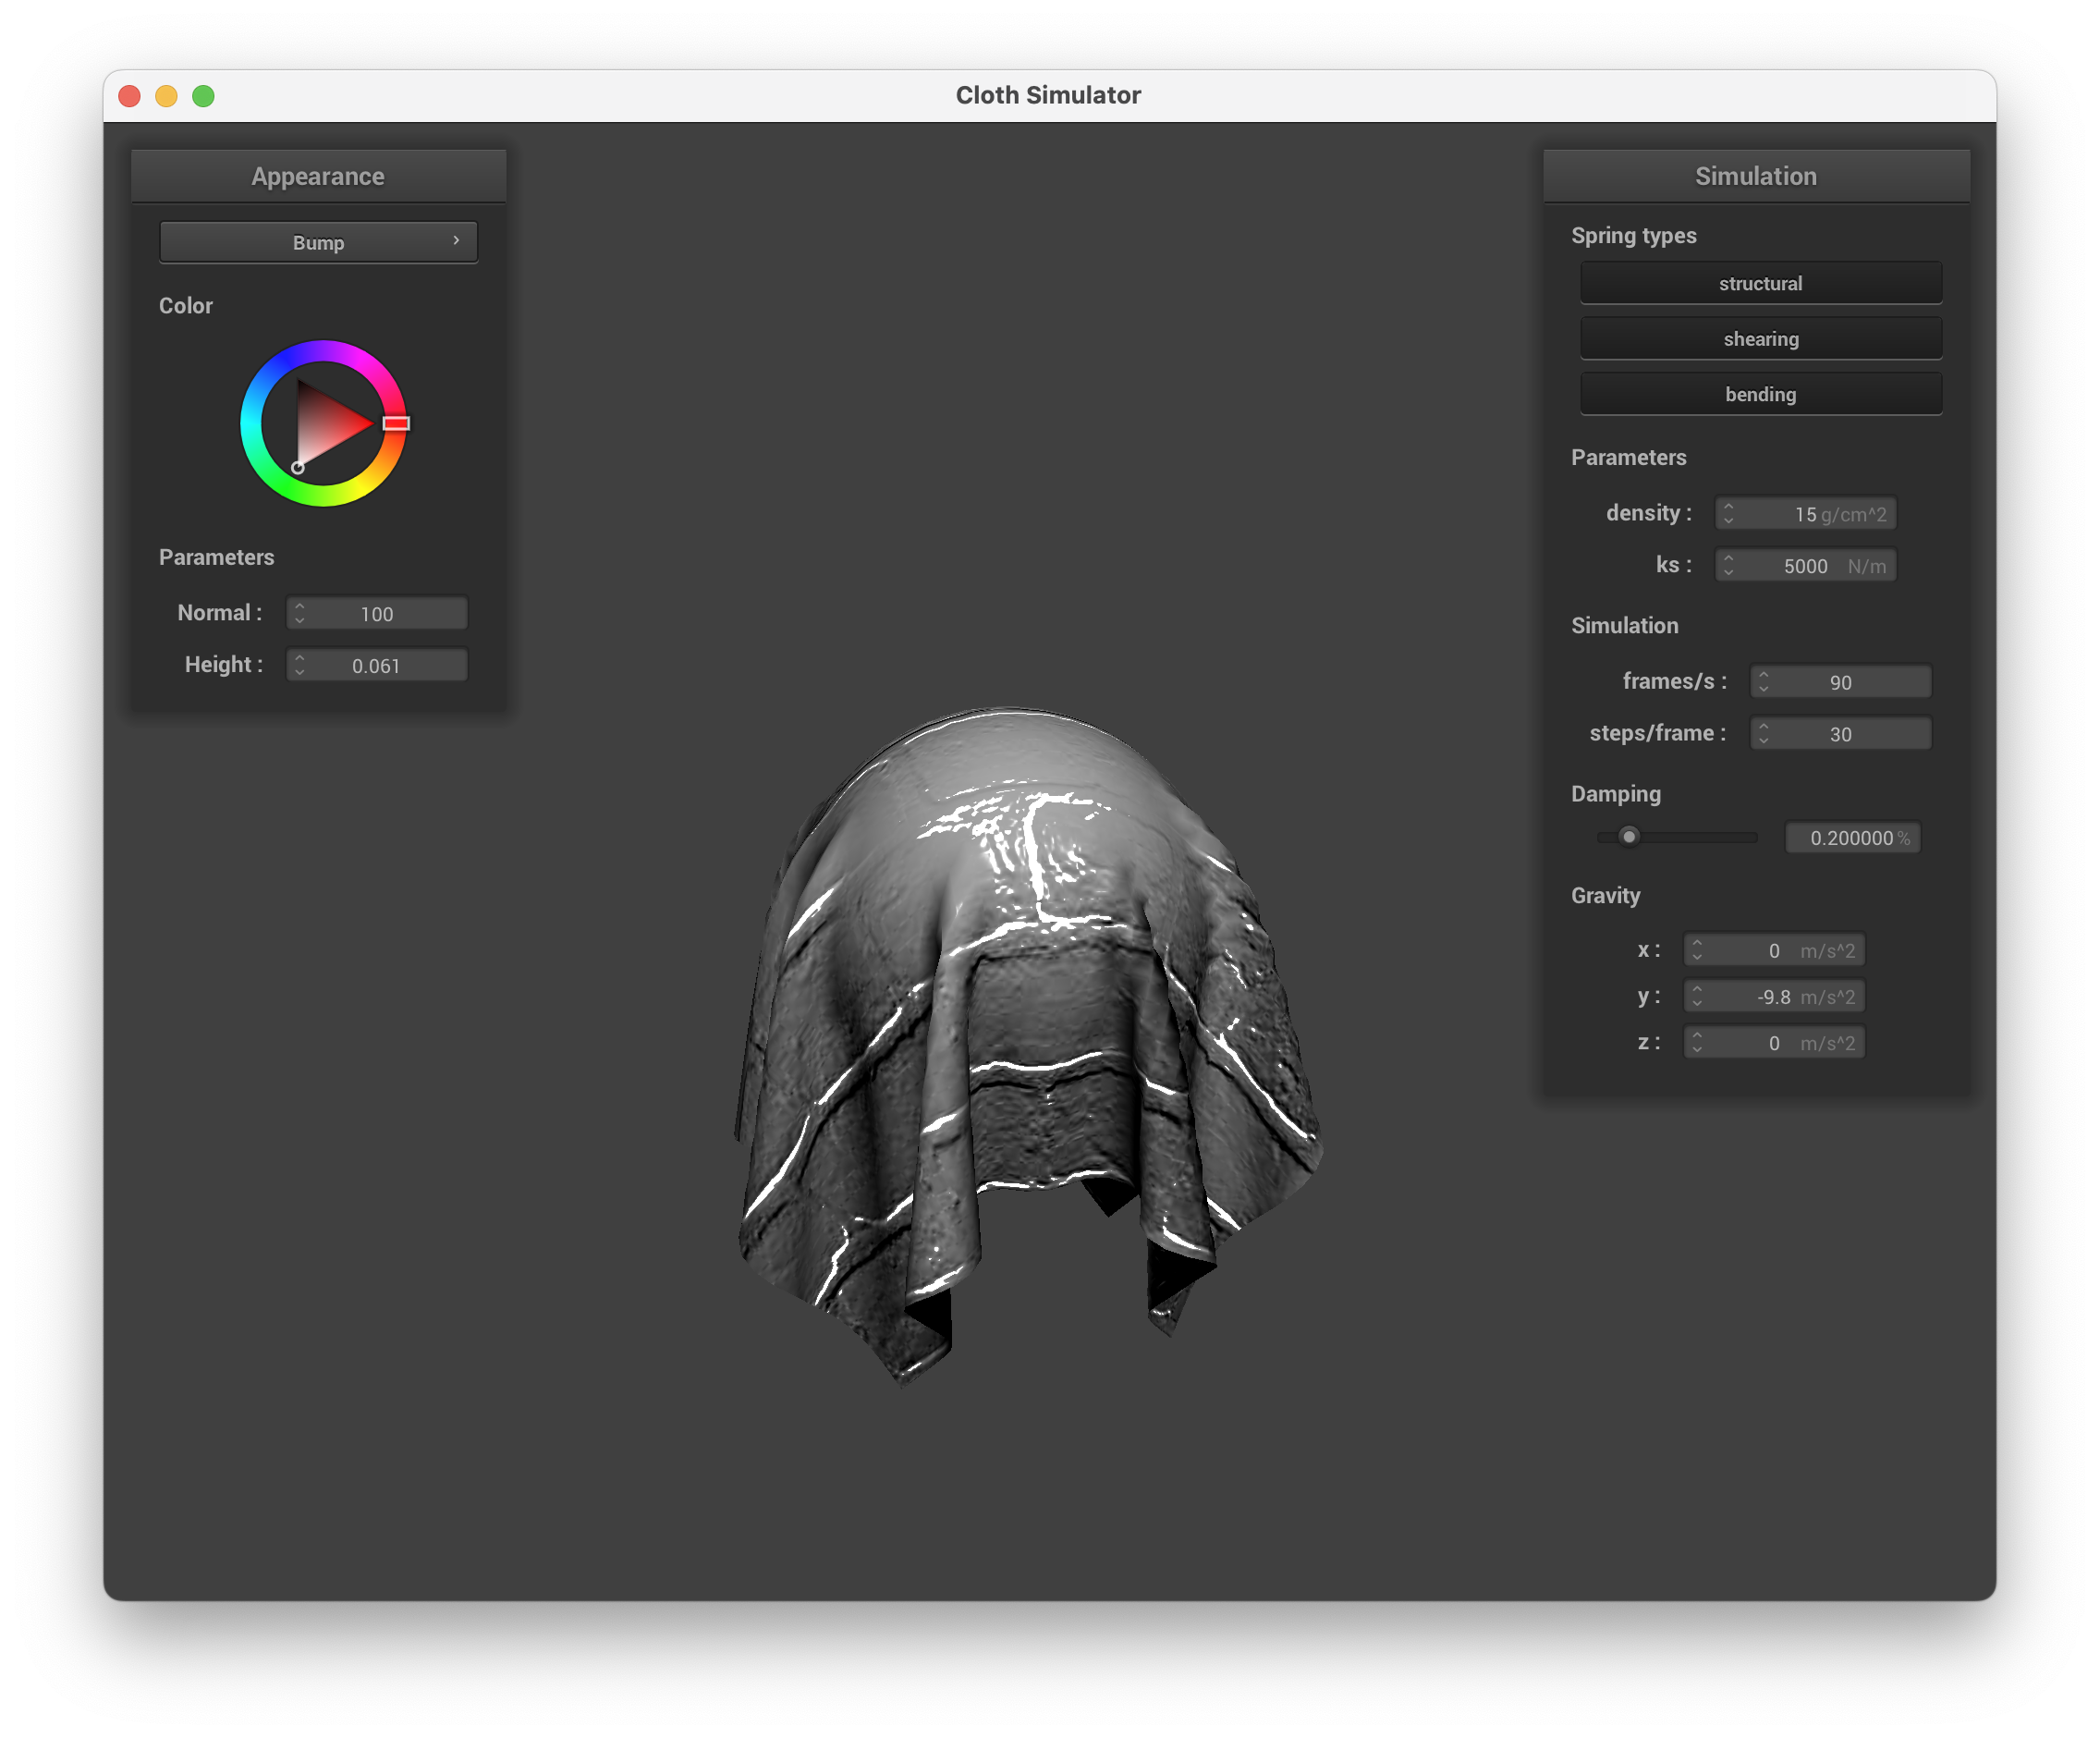 Cloth Simulator
Appearance
Bump
Color
Parameters
Normal : 100
Height : 0.061
Simulation
Spring types
structural
shearing
bending
Parameters
density : 15 g/cm^2
ks : 5000 N/m
Simulation
frames/s : 90
steps/frame : 30
Damping
0.200000 %
Gravity
x : 0 m/s^2
y : -9.8 m/s^2
z : 0 m/s^2